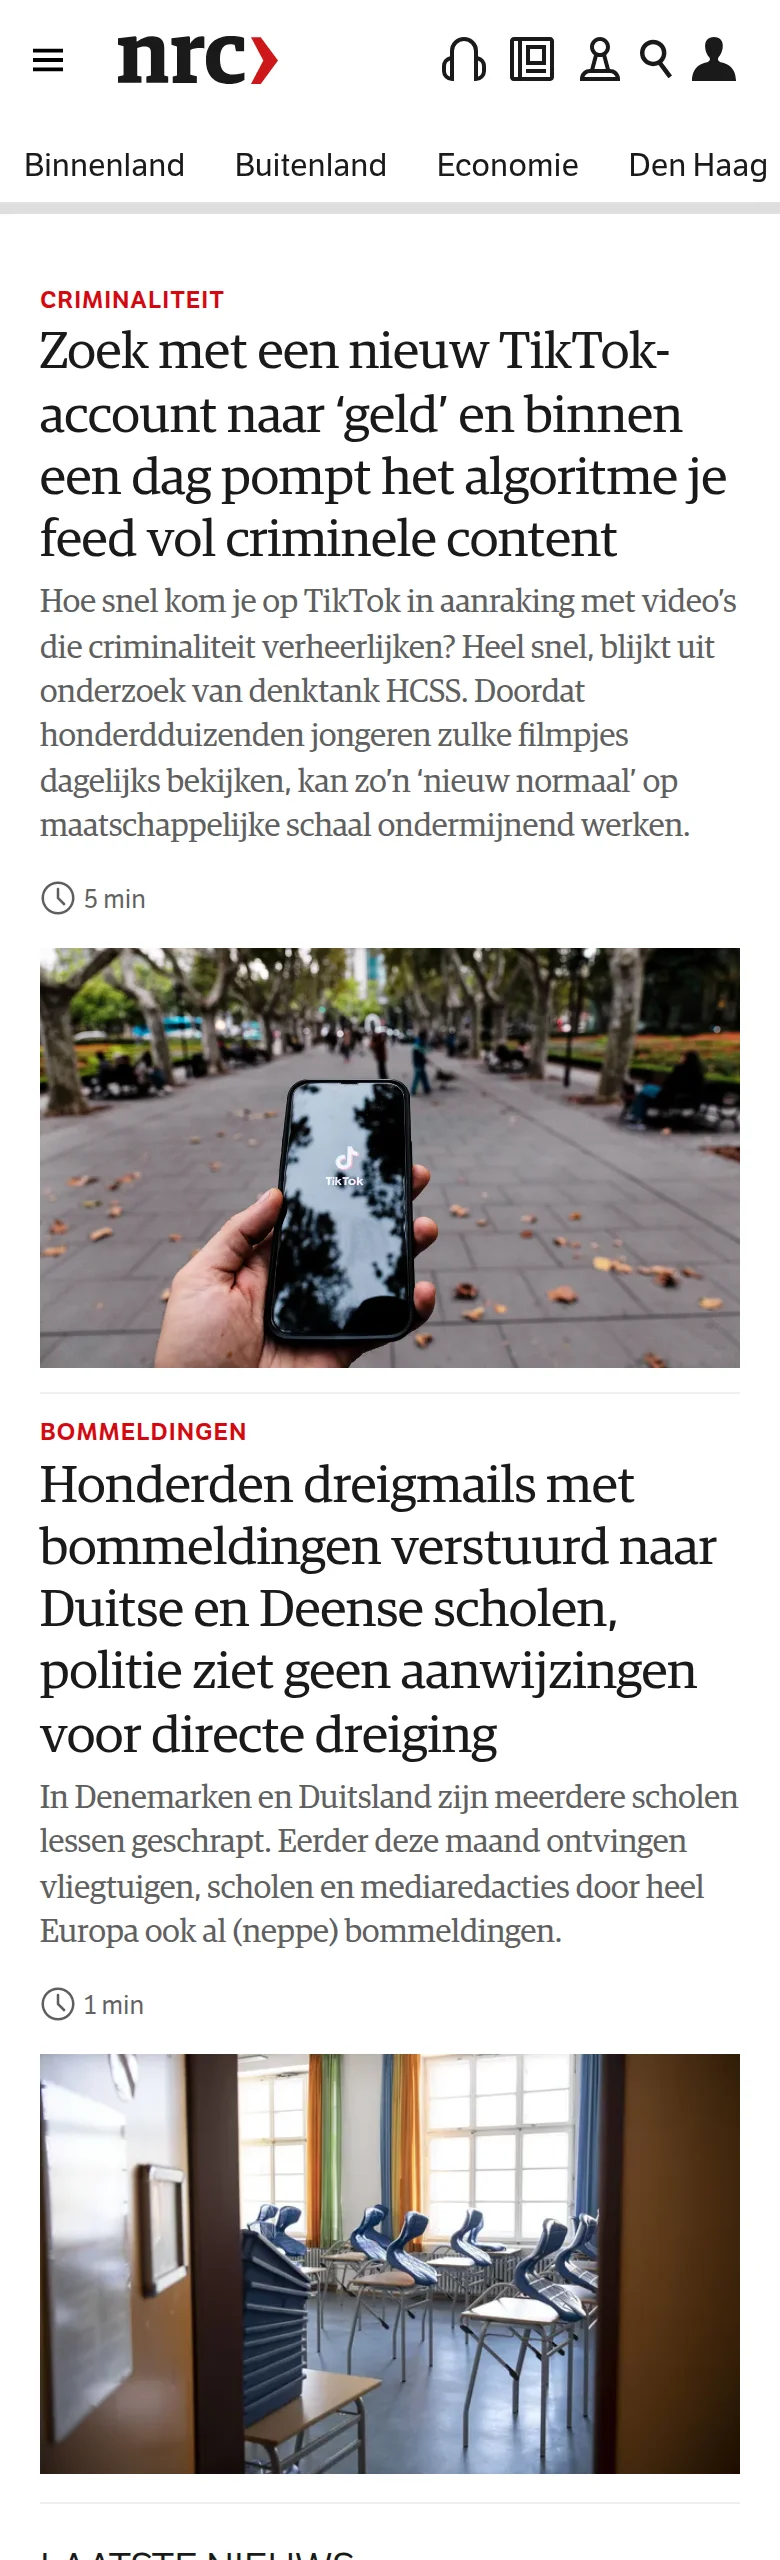 nrc
Binnenland Buitenland Economie Den Haag
CRIMINALITEIT
Zoek met een nieuw TikTok-
account naar ‘geld’ en binnen
een dag pompt het algoritme je
feed vol criminele content
Hoe snel kom je op TikTok in aanraking met video’s
die criminaliteit verheerlijken? Heel snel, blijkt uit
onderzoek van denktank HCSS. Doordat
honderdduizenden jongeren zulke filmpjes
dagelijks bekijken, kan zo’n ‘nieuw normaal’ op
maatschappelijke schaal ondermijnend werken.
5 min
TikTok
BOMMELDINGEN
Honderden dreigmails met
bommeldingen verstuurd naar
Duitse en Deense scholen,
politie ziet geen aanwijzingen
voor directe dreiging
In Denemarken en Duitsland zijn meerdere scholen
lessen geschrapt. Eerder deze maand ontvingen
vliegtuigen, scholen en mediaredacties door heel
Europa ook al (neppe) bommeldingen.
1 min
LAATSTE NIEUWS